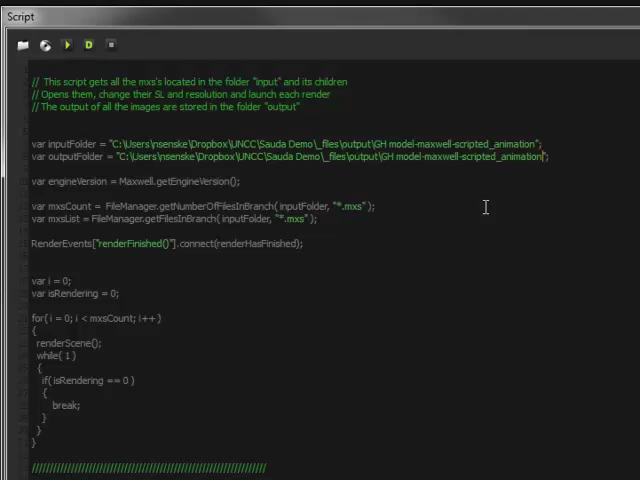 Script
D
// This script gets all the mxs's located in the folder "input" and its children
// Opens them, change their SL and resolution and launch each render
// The output of all the images are stored in the folder "output"
var inputFolder = "C:\Users\nsenske\Dropbox\UNCC\Sauda Demo\_files\output\GH model-maxwell-scripted_animation";
var outputFolder = "C:\Users\nsenske\Dropbox\UNCC\Sauda Demo\_files\output\GH model-maxwell-scripted_animation";
var engineVersion = Maxwell.getEngineVersion();
var mxsCount = FileManager.getNumberOfFilesInBranch( inputFolder, "*.mxs" );
var mxsList = FileManager.getFilesInBranch( inputFolder, "*.mxs" );
RenderEvents["renderFinished()"].connect(renderHasFinished);
var i = 0;
var isRendering = 0;
for( i = 0; i < mxsCount; i++ )
{
renderScene();
while( 1 )
{
if( isRendering == 0 )
{
break;
}
}
}
//////////////////////////////////////////////////////////////////